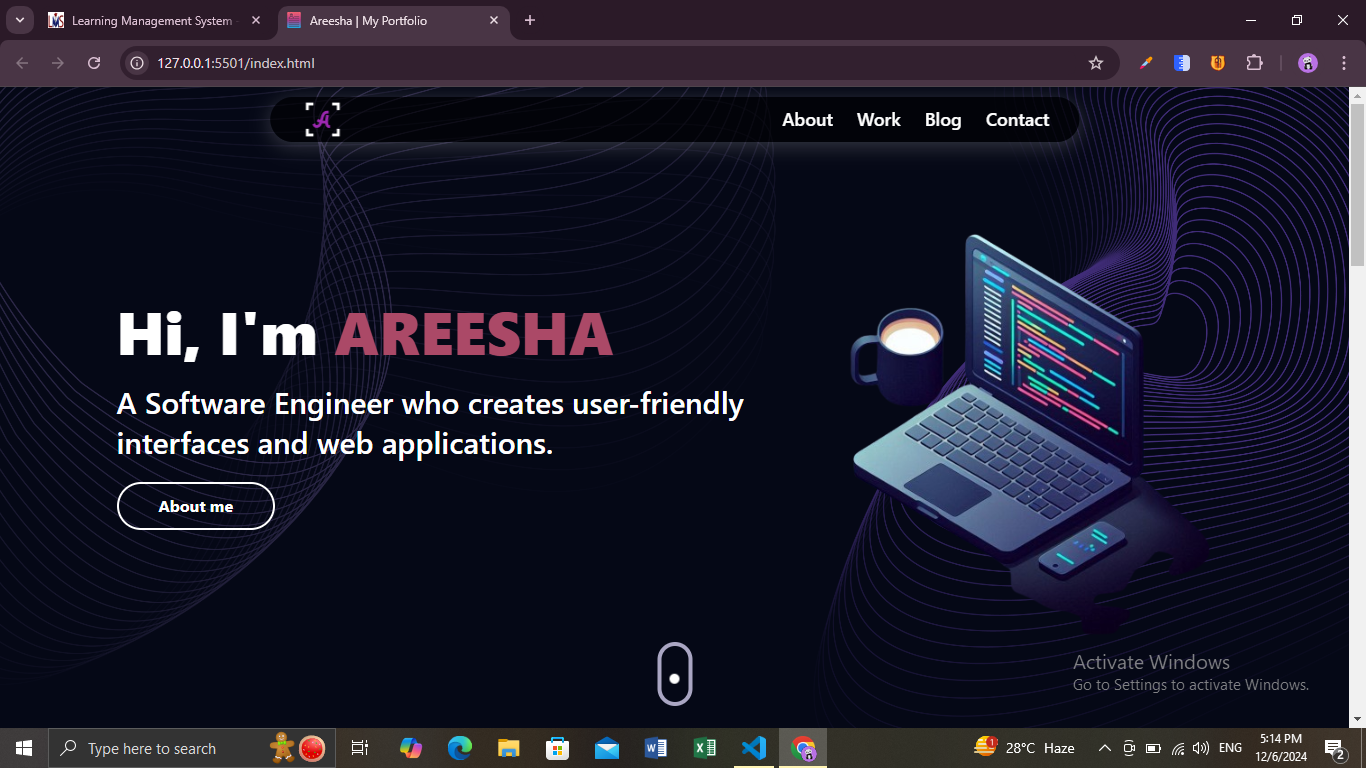 Learning Management System
Areesha | My Portfolio
127.0.0.1:5501/index.html
A
About Work Blog Contact
Hi, I'm AREESHA
A Software Engineer who creates user-friendly
interfaces and web applications.
About me
Activate Windows
Go to Settings to activate Windows.
Type here to search
1
28°C Haze
ENG
5:14 PM
12/6/2024
2